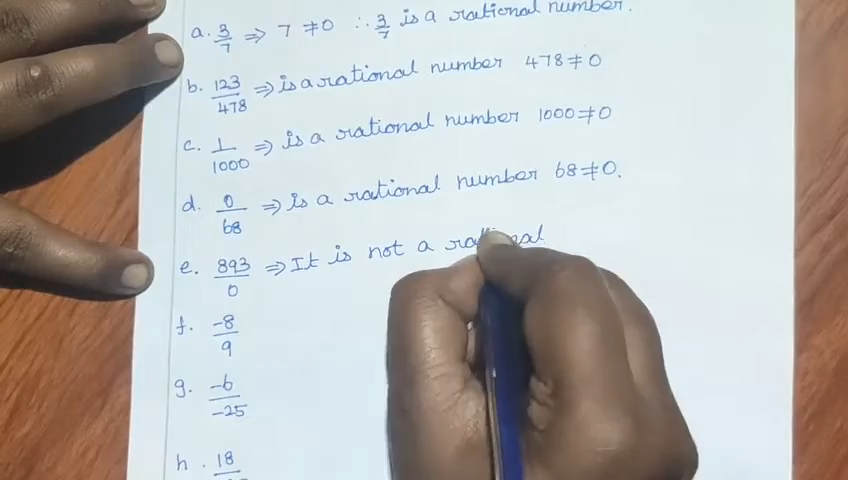 a. 3/7 ⇒ 7 ≠ 0 ∴ 3/7 is a rational number.
b. 123/478 ⇒ is a rational number 478 ≠ 0
c. 1/1000 ⇒ is a rational number 1000 ≠ 0
d. 0/68 ⇒ is a rational number 68 ≠ 0.
e. 893/0 ⇒ It is not a rational
f. -8/9
g. -6/-25
h. 18